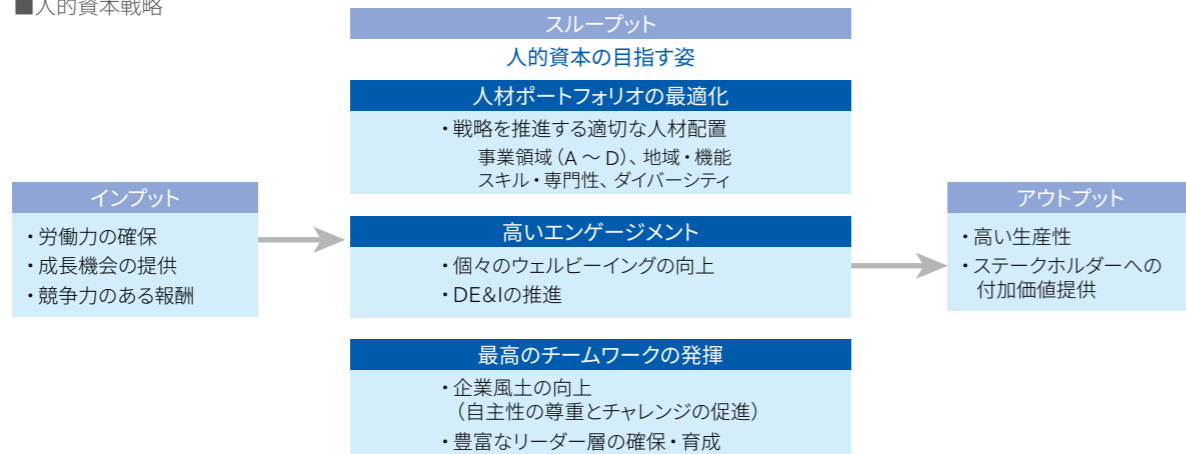 ■人的資本戦略
スループット
人的資本の目指す姿
人材ポートフォリオの最適化
・戦略を推進する適切な人材配置
事業領域（A ～ D）、地域・機能
スキル・専門性、ダイバーシティ
インプット
・労働力の確保
・成長機会の提供
・競争力のある報酬
高いエンゲージメント
・個々のウェルビーイングの向上
・DE&Iの推進
最高のチームワークの発揮
・企業風土の向上
（自主性の尊重とチャレンジの促進）
・豊富なリーダー層の確保・育成
アウトプット
・高い生産性
・ステークホルダーへの
付加価値提供